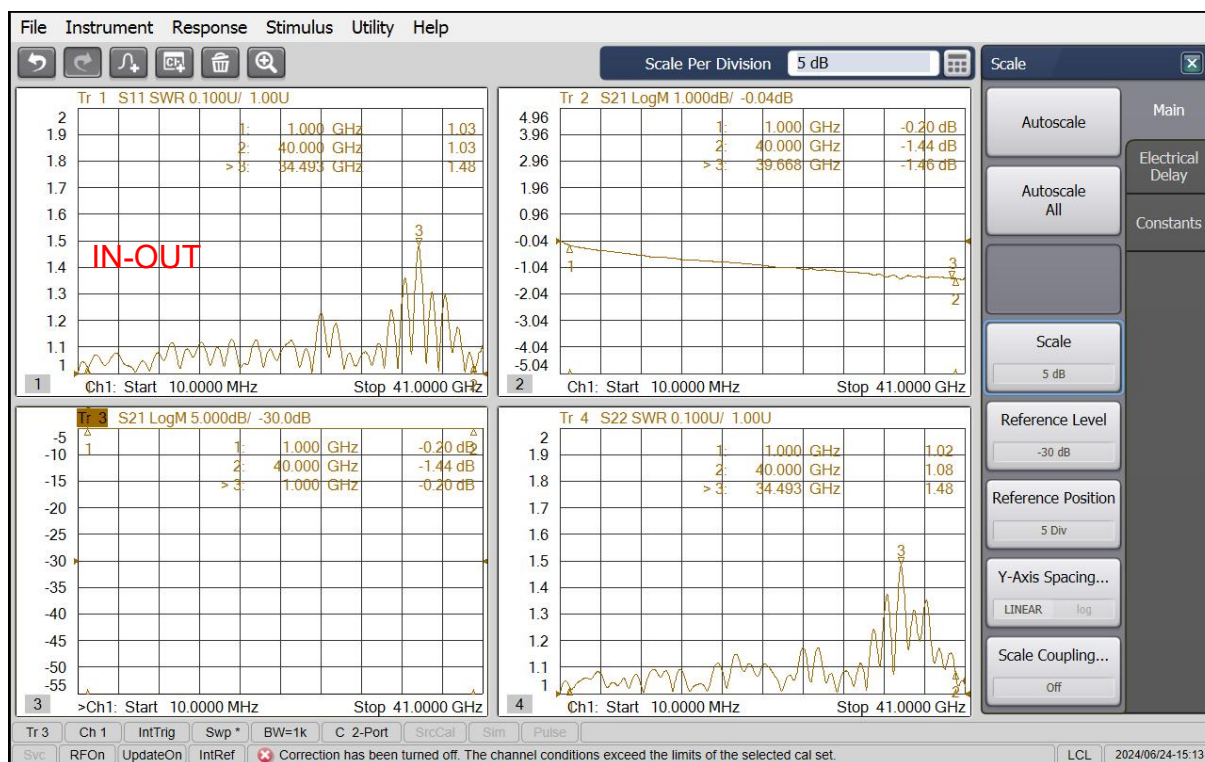 File Instrument Response Stimulus Utility Help
Scale Per Division 5 dB
Scale
Tr 1 S11 SWR 0.100U/ 1.00U
1: 1.000 GHz 1.03
2: 40.000 GHz 1.03
> 3: 34.493 GHz 1.48
2
1.9
1.8
1.7
1.6
1.5
1.4
1.3
1.2
1.1
1
IN-OUT
3
1
2
1 Ch1: Start 10.0000 MHz Stop 41.0000 GHz
Tr 2 S21 LogM 1.000dB/ -0.04dB
1: 1.000 GHz -0.20 dB
2: 40.000 GHz -1.44 dB
> 3: 39.668 GHz -1.46 dB
4.96
3.96
2.96
1.96
0.96
-0.04
-1.04
-2.04
-3.04
-4.04
-5.04
1
3
2
2 Ch1: Start 10.0000 MHz Stop 41.0000 GHz
Tr 3 S21 LogM 5.000dB/ -30.0dB
1: 1.000 GHz -0.20 dB
2: 40.000 GHz -1.44 dB
> 3: 1.000 GHz -0.20 dB
-5
-10
-15
-20
-25
-30
-35
-40
-45
-50
-55
1
2
3 >Ch1: Start 10.0000 MHz Stop 41.0000 GHz
Tr 4 S22 SWR 0.100U/ 1.00U
1: 1.000 GHz 1.02
2: 40.000 GHz 1.08
> 3: 34.493 GHz 1.48
2
1.9
1.8
1.7
1.6
1.5
1.4
1.3
1.2
1.1
1
3
1
2
4 Ch1: Start 10.0000 MHz Stop 41.0000 GHz
Autoscale
Autoscale
All
Scale
5 dB
Reference Level
-30 dB
Reference Position
5 Div
Y-Axis Spacing...
LINEAR log
Scale Coupling...
Off
Main
Electrical
Delay
Constants
Tr 3 Ch 1 IntTrig Swp * BW=1k C 2-Port SrcCal Sim Pulse
Svc RFOn UpdateOn IntRef Correction has been turned off. The channel conditions exceed the limits of the selected cal set. LCL 2024/06/24-15:13